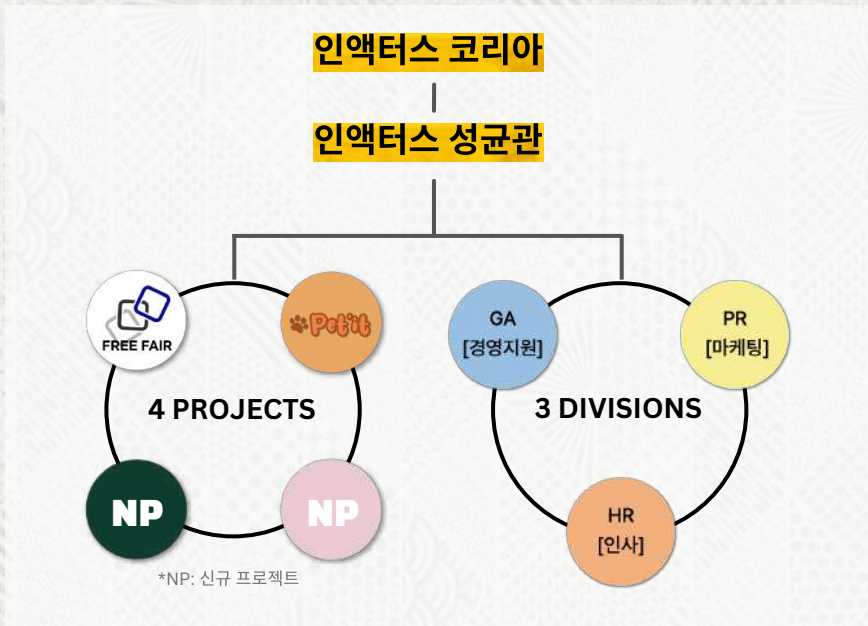 인액터스 코리아
인액터스 성균관
FREE FAIR
Pet'it
4 PROJECTS
NP
NP
*NP: 신규 프로젝트
GA
[경영지원]
PR
[마케팅]
3 DIVISIONS
HR
[인사]